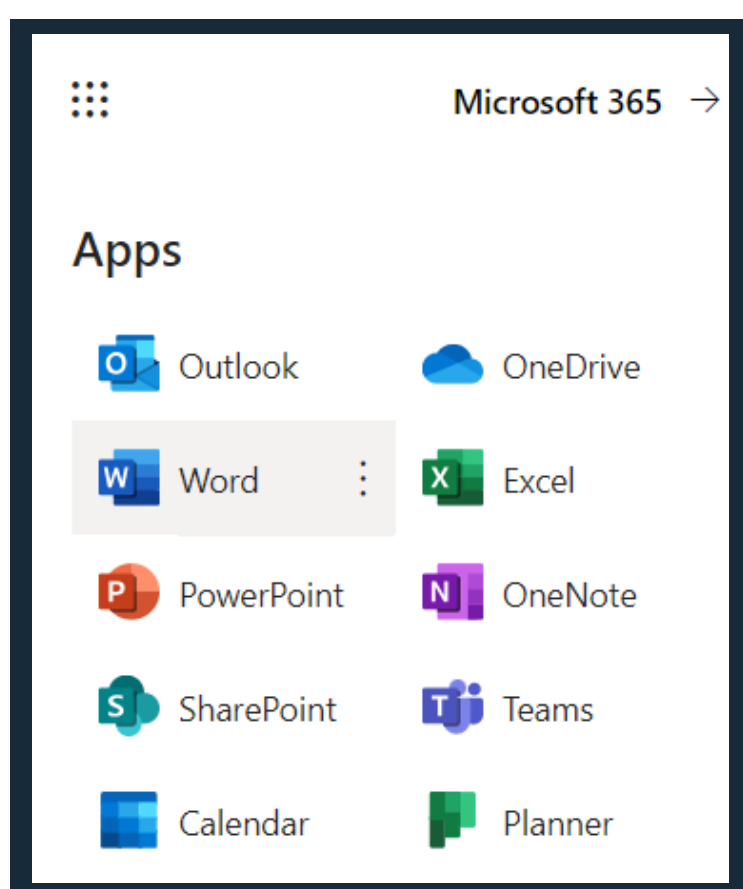 Microsoft 365 →
Apps
O Outlook
OneDrive
W Word
X Excel
P PowerPoint
N OneNote
S SharePoint
T Teams
Calendar
Planner